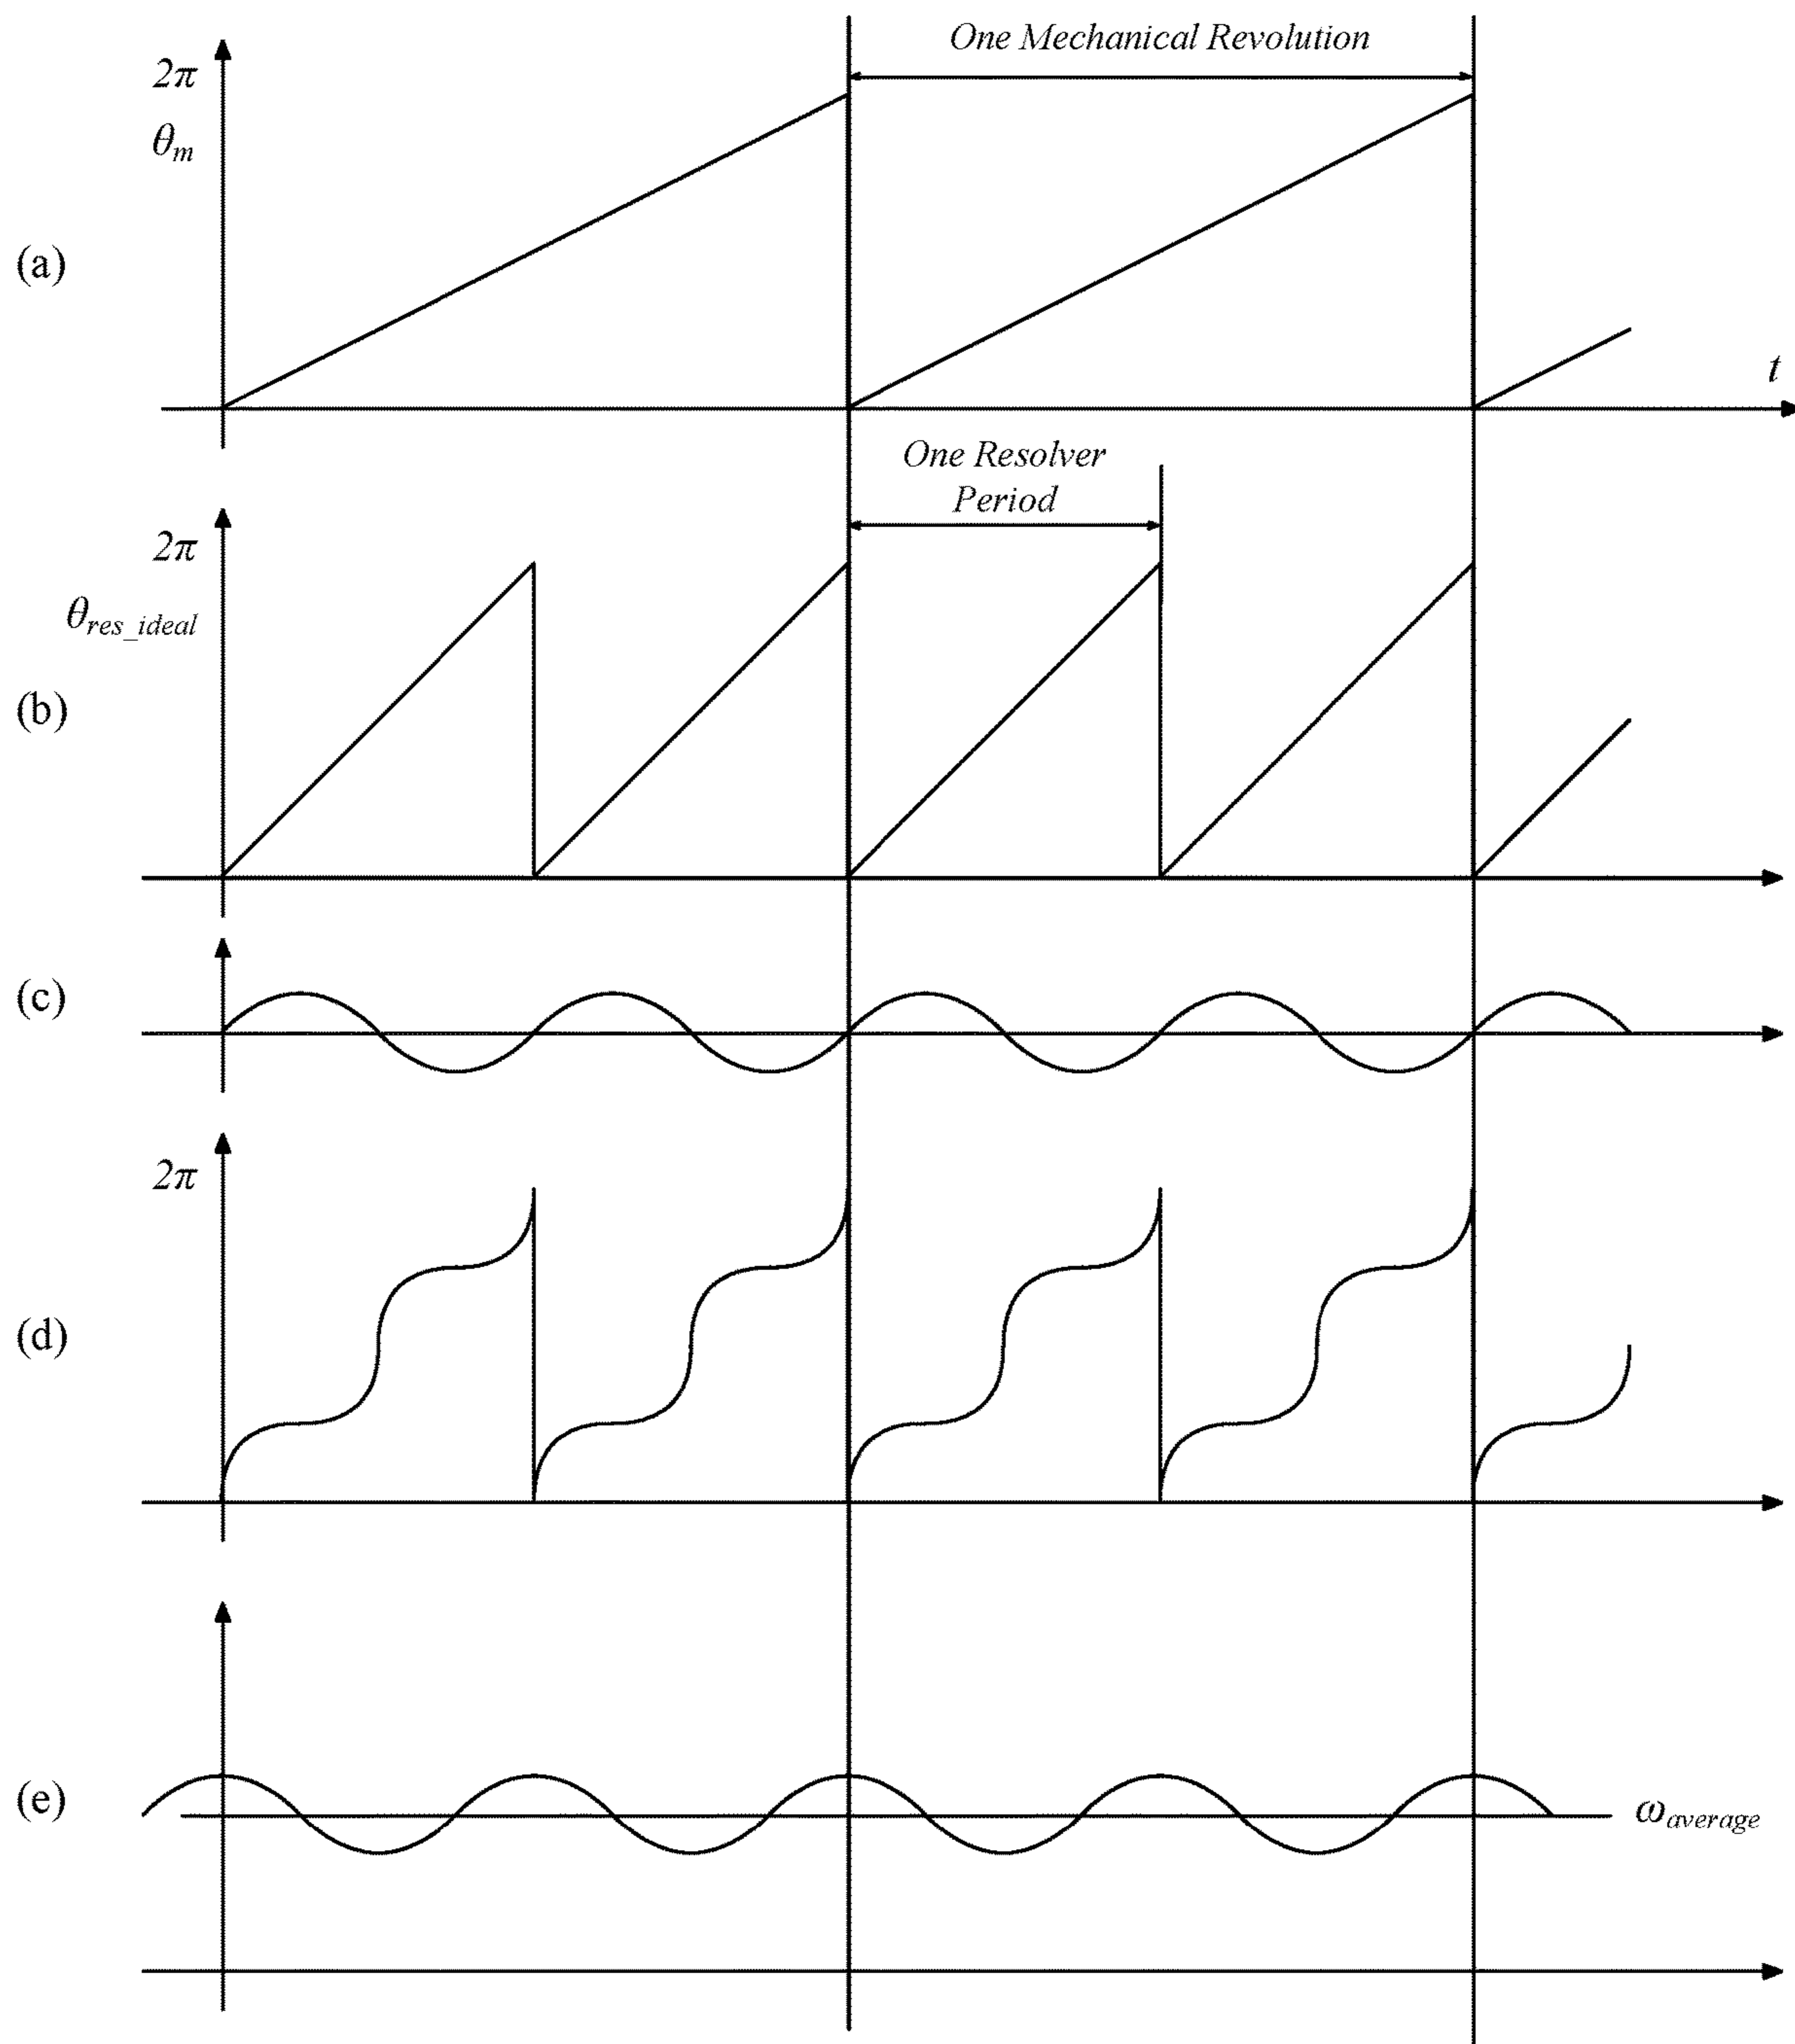 One Mechanical Revolution
2π
θm
(a)
t
One Resolver
Period
2π
θres_ideal
(b)
(c)
2π
(d)
(e)
ωaverage